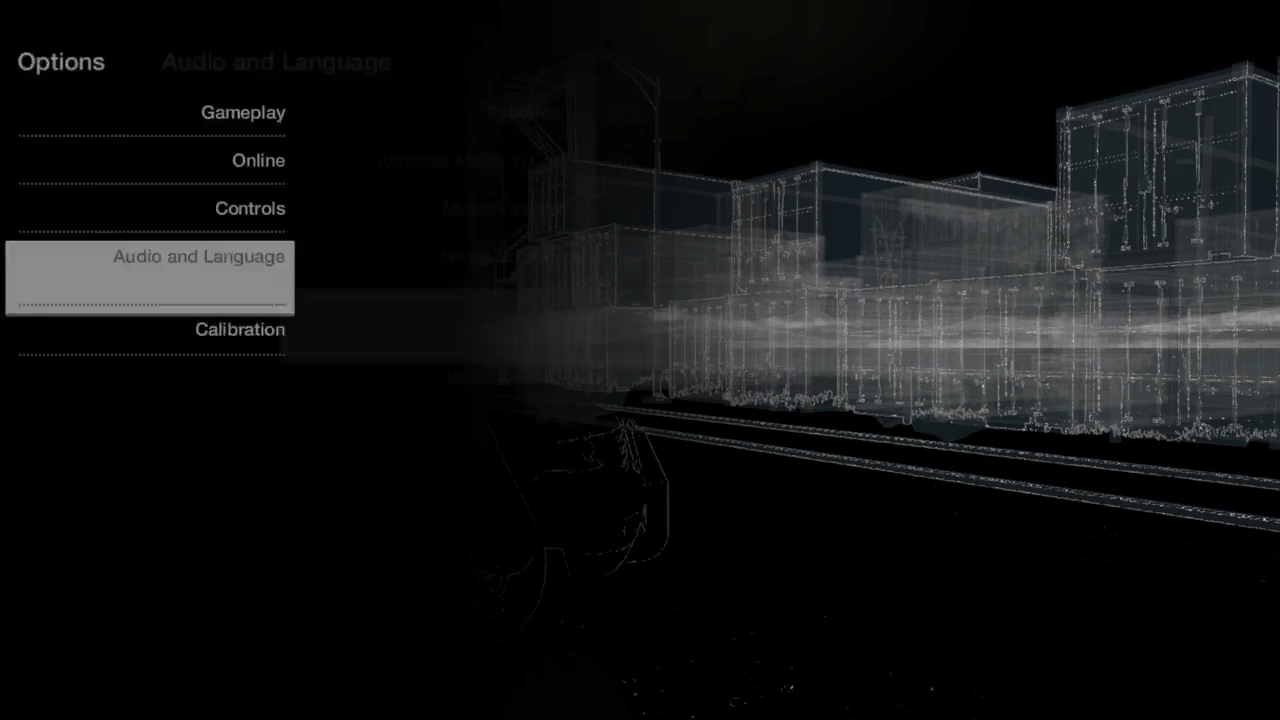 Options
Audio and Language
Gameplay
Online
Controls
Audio and Language
Calibration